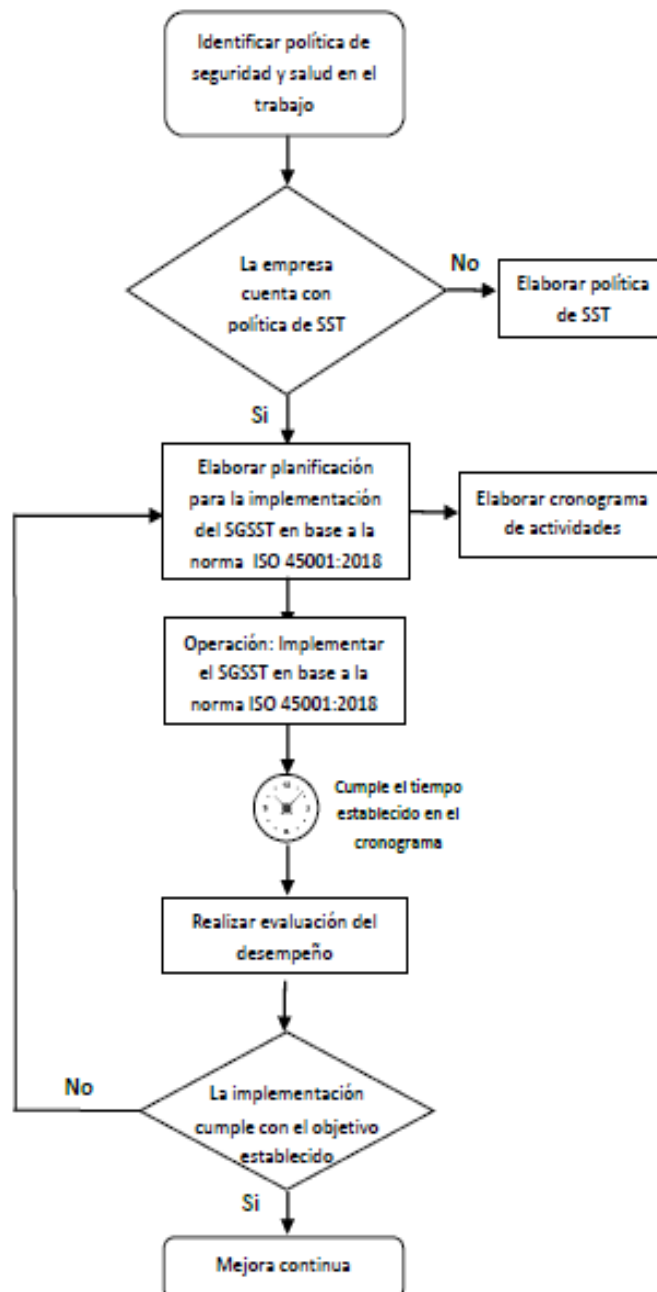 Identificar política de
seguridad y salud en el
trabajo
La empresa
cuenta con
política de SST
No
Elaborar política
de SST
Si
Elaborar planificación
para la implementación
del SGSST en base a la
norma ISO 45001:2018
Elaborar cronograma
de actividades
Operación: Implementar
el SGSST en base a la
norma ISO 45001:2018
Cumple el tiempo
establecido en el
cronograma
Realizar evaluación del
desempeño
No
La implementación
cumple con el objetivo
establecido
Si
Mejora continua